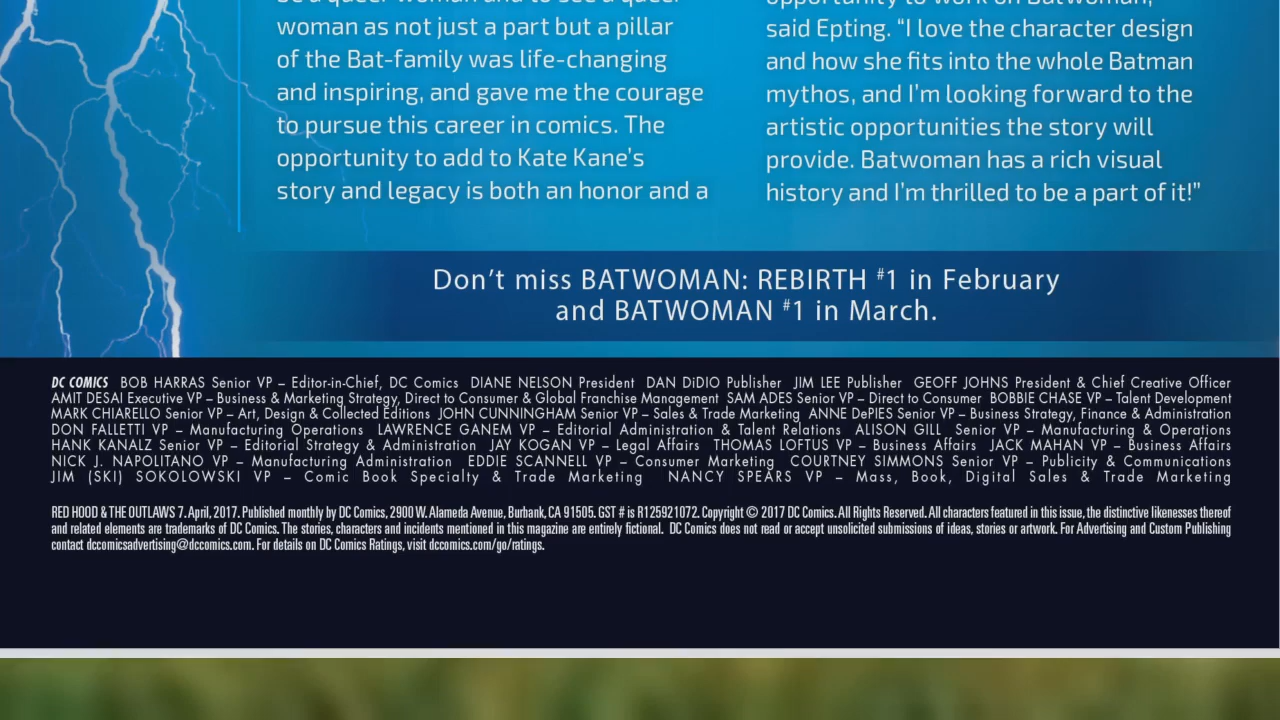 be a queer woman and to see a queer
woman as not just a part but a pillar
of the Bat-family was life-changing
and inspiring, and gave me the courage
to pursue this career in comics. The
opportunity to add to Kate Kane's
story and legacy is both an honor and a
opportunity to work on Batwoman,"
said Epting. "I love the character design
and how she fits into the whole Batman
mythos, and I'm looking forward to the
artistic opportunities the story will
provide. Batwoman has a rich visual
history and I'm thrilled to be a part of it!"
Don't miss BATWOMAN: REBIRTH #1 in February
and BATWOMAN #1 in March.
DC COMICS BOB HARRAS Senior VP – Editor-in-Chief, DC Comics DIANE NELSON President DAN DiDIO Publisher JIM LEE Publisher GEOFF JOHNS President & Chief Creative Officer
AMIT DESAI Executive VP – Business & Marketing Strategy, Direct to Consumer & Global Franchise Management SAM ADES Senior VP – Direct to Consumer BOBBIE CHASE VP – Talent Development
MARK CHIARELLO Senior VP – Art, Design & Collected Editions JOHN CUNNINGHAM Senior VP – Sales & Trade Marketing ANNE DePIES Senior VP – Business Strategy, Finance & Administration
DON FALLETTI VP – Manufacturing Operations LAWRENCE GANEM VP – Editorial Administration & Talent Relations ALISON GILL Senior VP – Manufacturing & Operations
HANK KANALZ Senior VP – Editorial Strategy & Administration JAY KOGAN VP – Legal Affairs THOMAS LOFTUS VP – Business Affairs JACK MAHAN VP – Business Affairs
NICK J. NAPOLITANO VP – Manufacturing Administration EDDIE SCANNELL VP – Consumer Marketing COURTNEY SIMMONS Senior VP – Publicity & Communications
JIM (SKI) SOKOLOWSKI VP – Comic Book Specialty & Trade Marketing NANCY SPEARS VP – Mass, Book, Digital Sales & Trade Marketing
RED HOOD & THE OUTLAWS 7. April, 2017. Published monthly by DC Comics, 2900 W. Alameda Avenue, Burbank, CA 91505. GST # is R125921072. Copyright © 2017 DC Comics. All Rights Reserved. All characters featured in this issue, the distinctive likenesses thereof
and related elements are trademarks of DC Comics. The stories, characters and incidents mentioned in this magazine are entirely fictional. DC Comics does not read or accept unsolicited submissions of ideas, stories or artwork. For Advertising and Custom Publishing
contact dccomicsadvertising@dccomics.com. For details on DC Comics Ratings, visit dccomics.com/go/ratings.